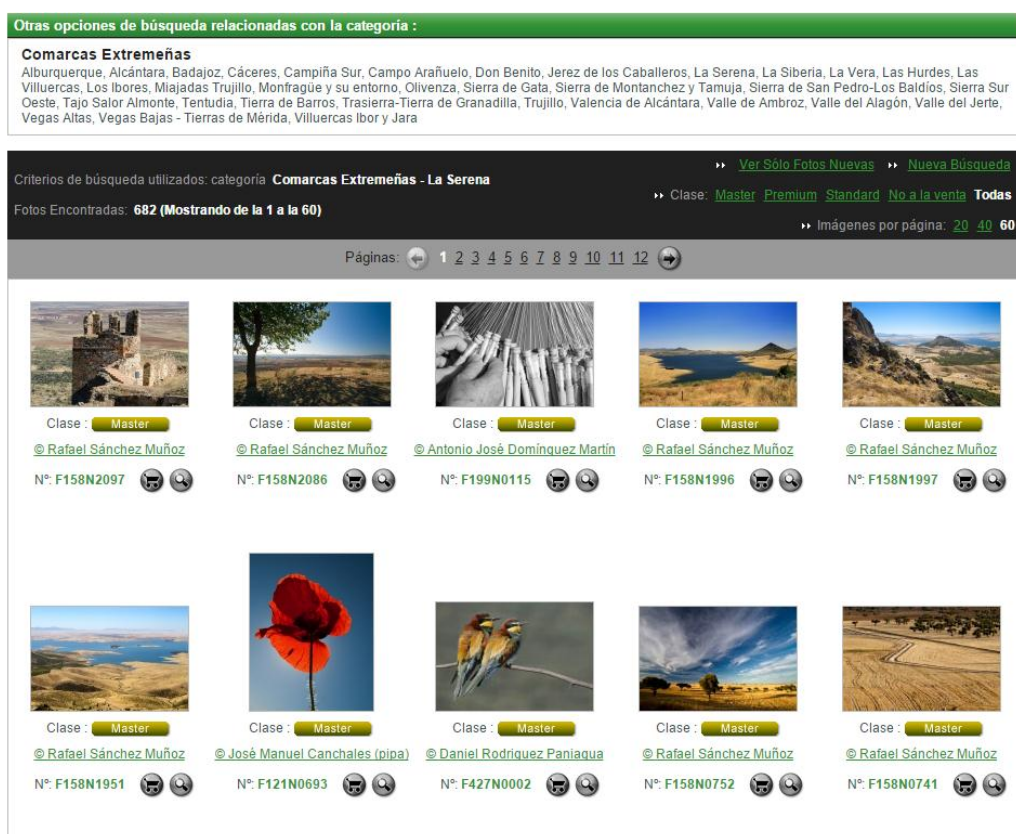 Otras opciones de búsqueda relacionadas con la categoría :
Comarcas Extremeñas
Alburquerque, Alcántara, Badajoz, Cáceres, Campiña Sur, Campo Arañuelo, Don Benito, Jerez de los Caballeros, La Serena, La Siberia, La Vera, Las Hurdes, Las
Villuercas, Los Ibores, Miajadas Trujillo, Monfragüe y su entorno, Olivenza, Sierra de Gata, Sierra de Montanchez y Tamuja, Sierra de San Pedro-Los Baldíos, Sierra Sur
Oeste, Tajo Salor Almonte, Tentudia, Tierra de Barros, Trasierra-Tierra de Granadilla, Trujillo, Valencia de Alcántara, Valle de Ambroz, Valle del Alagón, Valle del Jerte,
Vegas Altas, Vegas Bajas - Tierras de Mérida, Villuercas Ibor y Jara
Ver Sólo Fotos Nuevas Nueva Búsqueda
Criterios de búsqueda utilizados: categoría Comarcas Extremeñas - La Serena
Clase: Master Premium Standard No a la venta Todas
Fotos Encontradas: 682 (Mostrando de la 1 a la 60)
Imágenes por página: 20 40 60
Páginas: 1 2 3 4 5 6 7 8 9 10 11 12
Clase : Master Clase : Master Clase : Master Clase : Master Clase : Master
© Rafael Sánchez Muñoz © Rafael Sánchez Muñoz © Antonio José Domínguez Martín © Rafael Sánchez Muñoz © Rafael Sánchez Muñoz
Nº: F158N2097 Nº: F158N2086 Nº: F199N0115 Nº: F158N1996 Nº: F158N1997
Clase : Master Clase : Master Clase : Master Clase : Master Clase : Master
© Rafael Sánchez Muñoz © José Manuel Canchales (pipa) © Daniel Rodriguez Paniagua © Rafael Sánchez Muñoz © Rafael Sánchez Muñoz
Nº: F158N1951 Nº: F121N0693 Nº: F427N0002 Nº: F158N0752 Nº: F158N0741